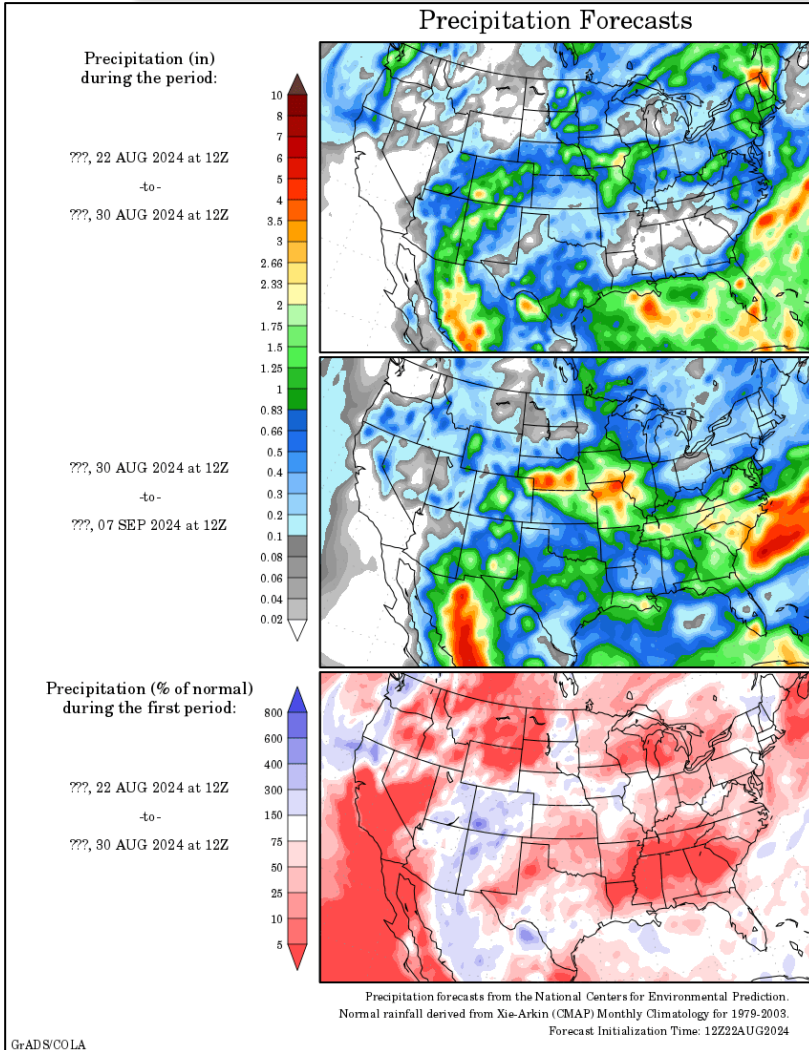 Precipitation Forecasts
Precipitation (in)
during the period:
???, 22 AUG 2024 at 12Z
-to-
???, 30 AUG 2024 at 12Z
10
8
7
6
5
4
3.5
3
2.66
2.33
2
1.75
1.5
1.25
1
0.83
0.66
0.5
0.4
0.3
0.2
0.1
0.08
0.06
0.04
0.02
???, 30 AUG 2024 at 12Z
-to-
???, 07 SEP 2024 at 12Z
Precipitation (% of normal)
during the first period:
???, 22 AUG 2024 at 12Z
-to-
???, 30 AUG 2024 at 12Z
800
600
400
300
150
75
50
25
10
5
Precipitation forecasts from the National Centers for Environmental Prediction.
Normal rainfall derived from Xie-Arkin (CMAP) Monthly Climatology for 1979-2003.
Forecast Initialization Time: 12Z22AUG2024
GrADS/COLA